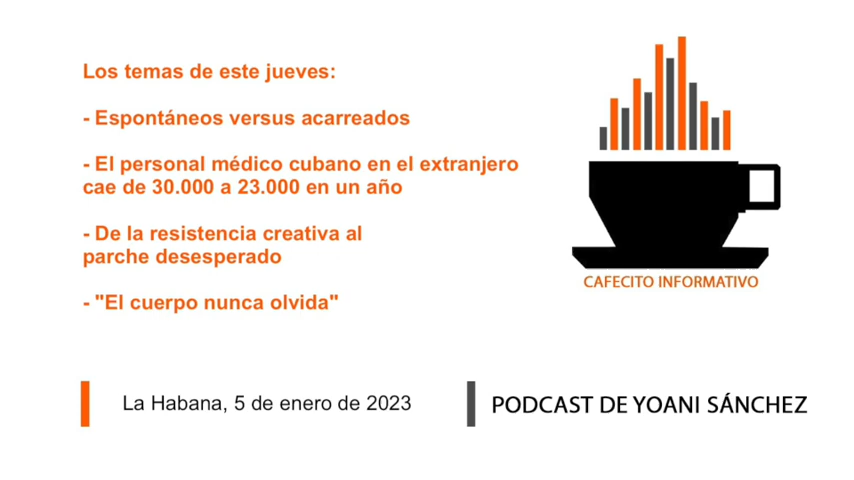 Los temas de este jueves:
- Espontáneos versus acarreados
- El personal médico cubano en el extranjero
cae de 30.000 a 23.000 en un año
- De la resistencia creativa al
parche desesperado
- "El cuerpo nunca olvida"
CAFECITO INFORMATIVO
La Habana, 5 de enero de 2023
PODCAST DE YOANI SÁNCHEZ